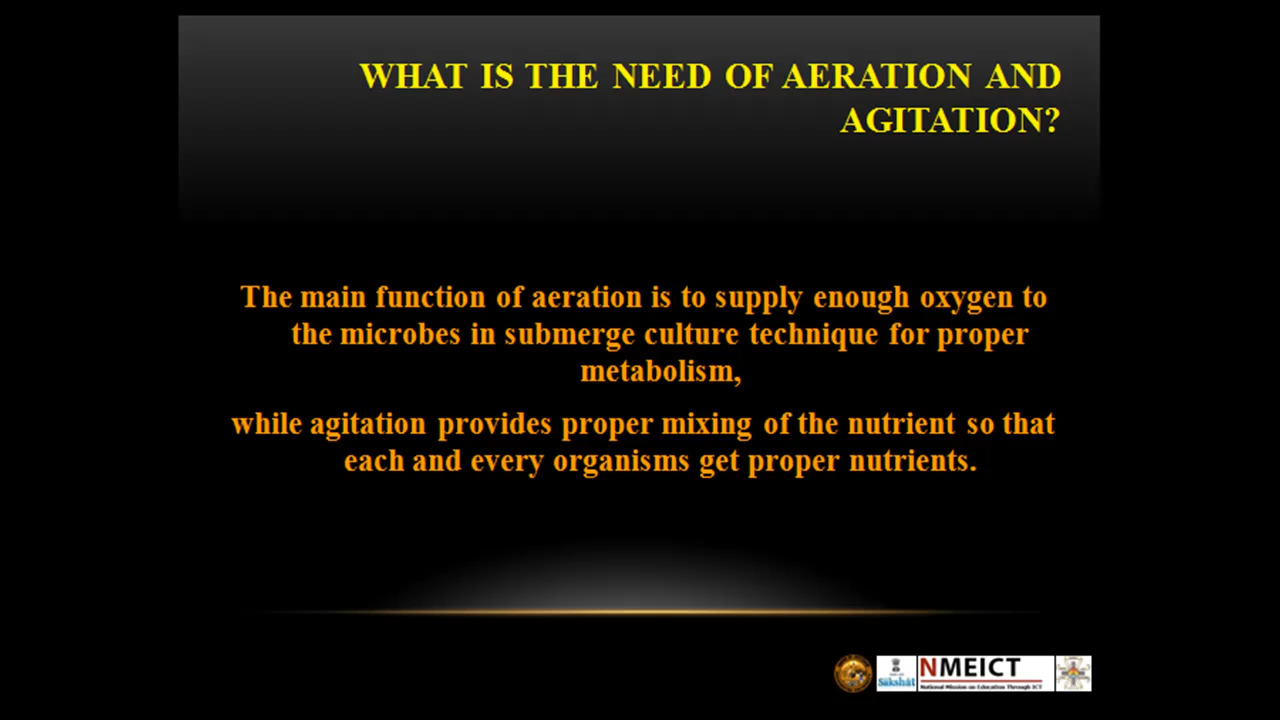 WHAT IS THE NEED OF AERATION AND
AGITATION?
The main function of aeration is to supply enough oxygen to
the microbes in submerge culture technique for proper
metabolism,
while agitation provides proper mixing of the nutrient so that
each and every organisms get proper nutrients.
Sakshat
NMEICT
National Mission on Education Through ICT